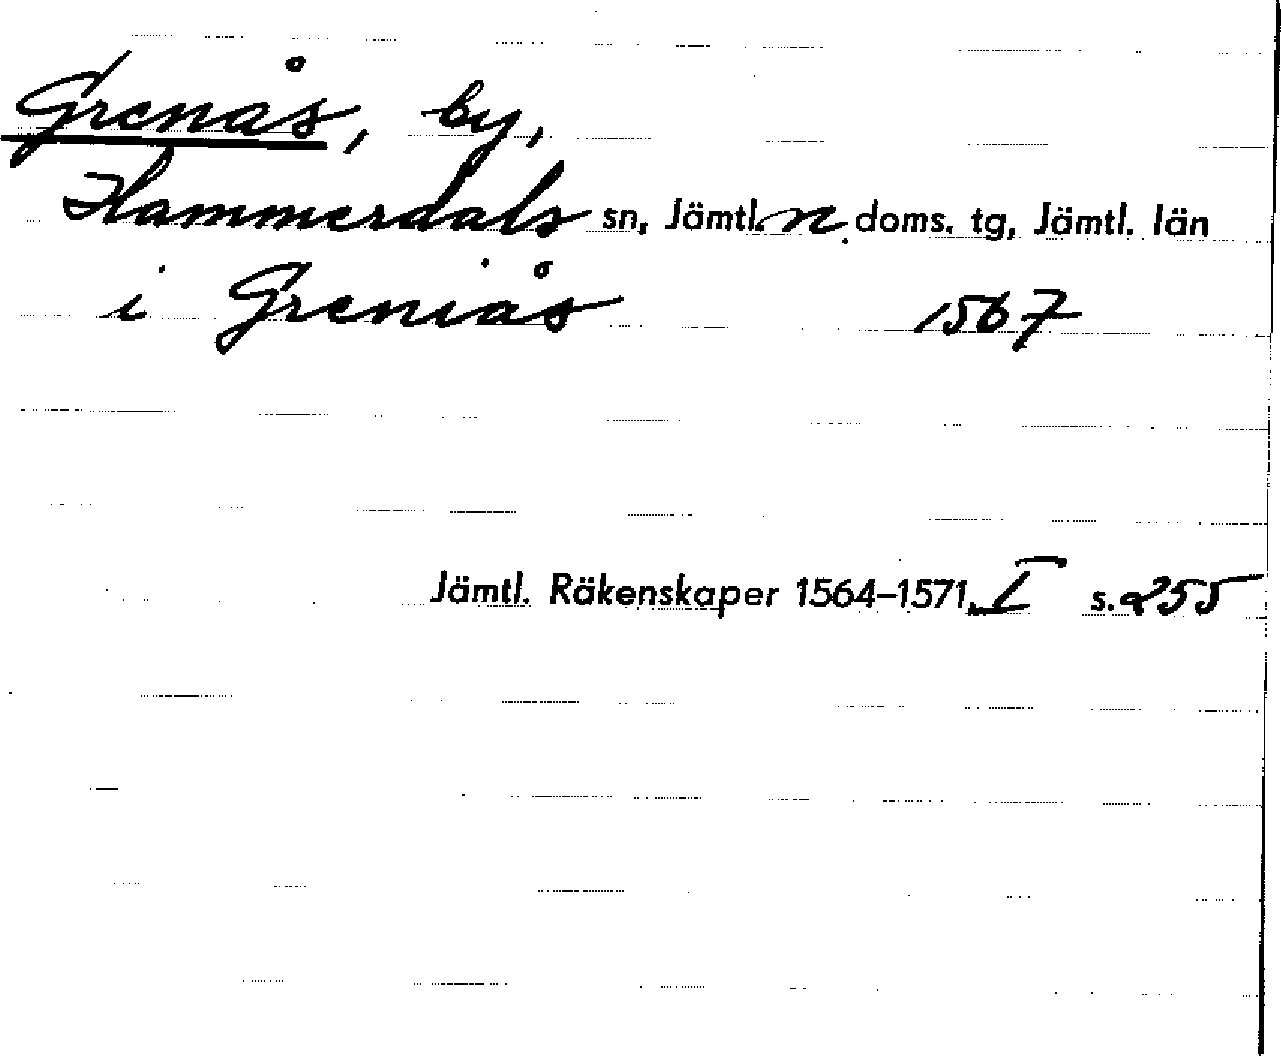 Grenås, by,
Hammerdals sn, Jämtl. n. doms. tg, Jämtl. län
i Greniås 1567
Jämtl. Räkenskaper 1564–1571, I s. 255